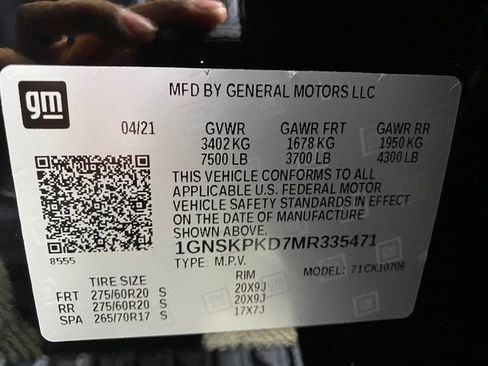 gm
MFD BY GENERAL MOTORS LLC
04/21 GVWR GAWR FRT GAWR RR
3402 KG 1678 KG 1950 KG
7500 LB 3700 LB 4300 LB
THIS VEHICLE CONFORMS TO ALL
APPLICABLE U.S. FEDERAL MOTOR
VEHICLE SAFETY STANDARDS IN EFFECT
ON THE DATE OF MANUFACTURE
SHOWN ABOVE.
1GNSKPKD7MR335471
8555
TYPE: M.P.V. MODEL: 71CK10706
TIRE SIZE RIM
FRT 275/60R20 S 20X9J
RR 275/60R20 S 20X9J
SPA 265/70R17 S 17X7J